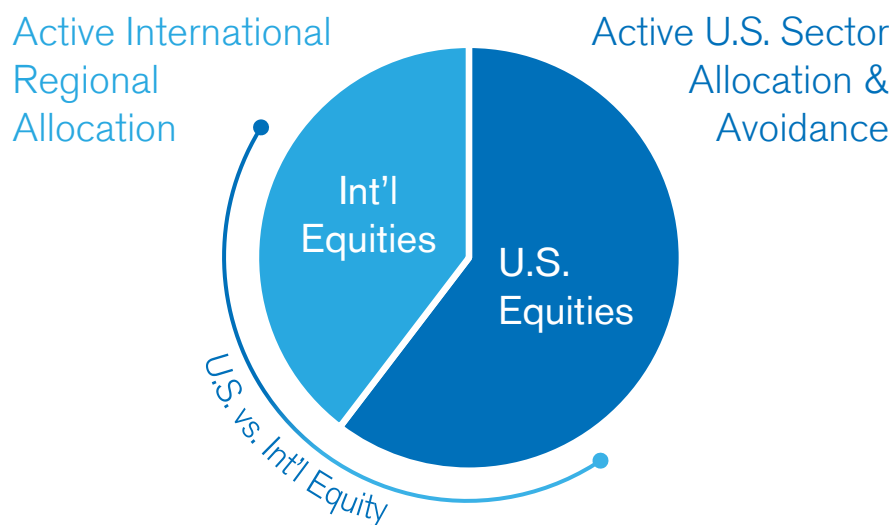 Active International
Regional
Allocation
Active U.S. Sector
Allocation &
Avoidance
Int'l
Equities
U.S.
Equities
U.S. vs. Int'l Equity